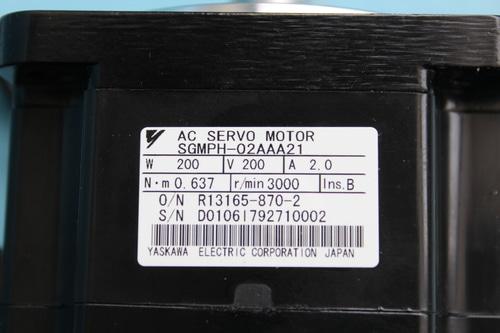 AC SERVO MOTOR
SGMPH-02AAA21
W 200 V 200 A 2.0
N·m 0.637 r/min 3000 Ins.B
O/N R13165-870-2
S/N D0106I792710002
YASKAWA ELECTRIC CORPORATION JAPAN